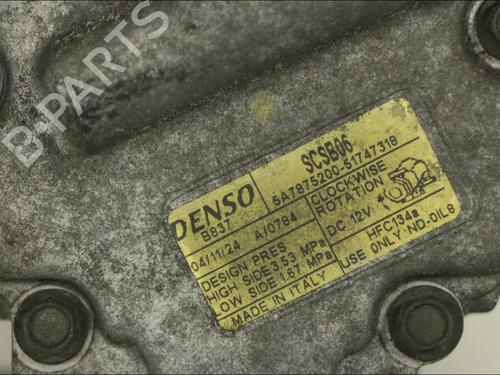 B-PARTS
DENSO
SCSB06
5A7875200-51747318
B837
CLOCKWISE
ROTATION
04/11/24 A/0784
DC 12V
DESIGN PRES
HIGH SIDE 3.53 MPa
LOW SIDE 1.67 MPa
HFC134a
USE ONLY ND-OIL8
MADE IN ITALY